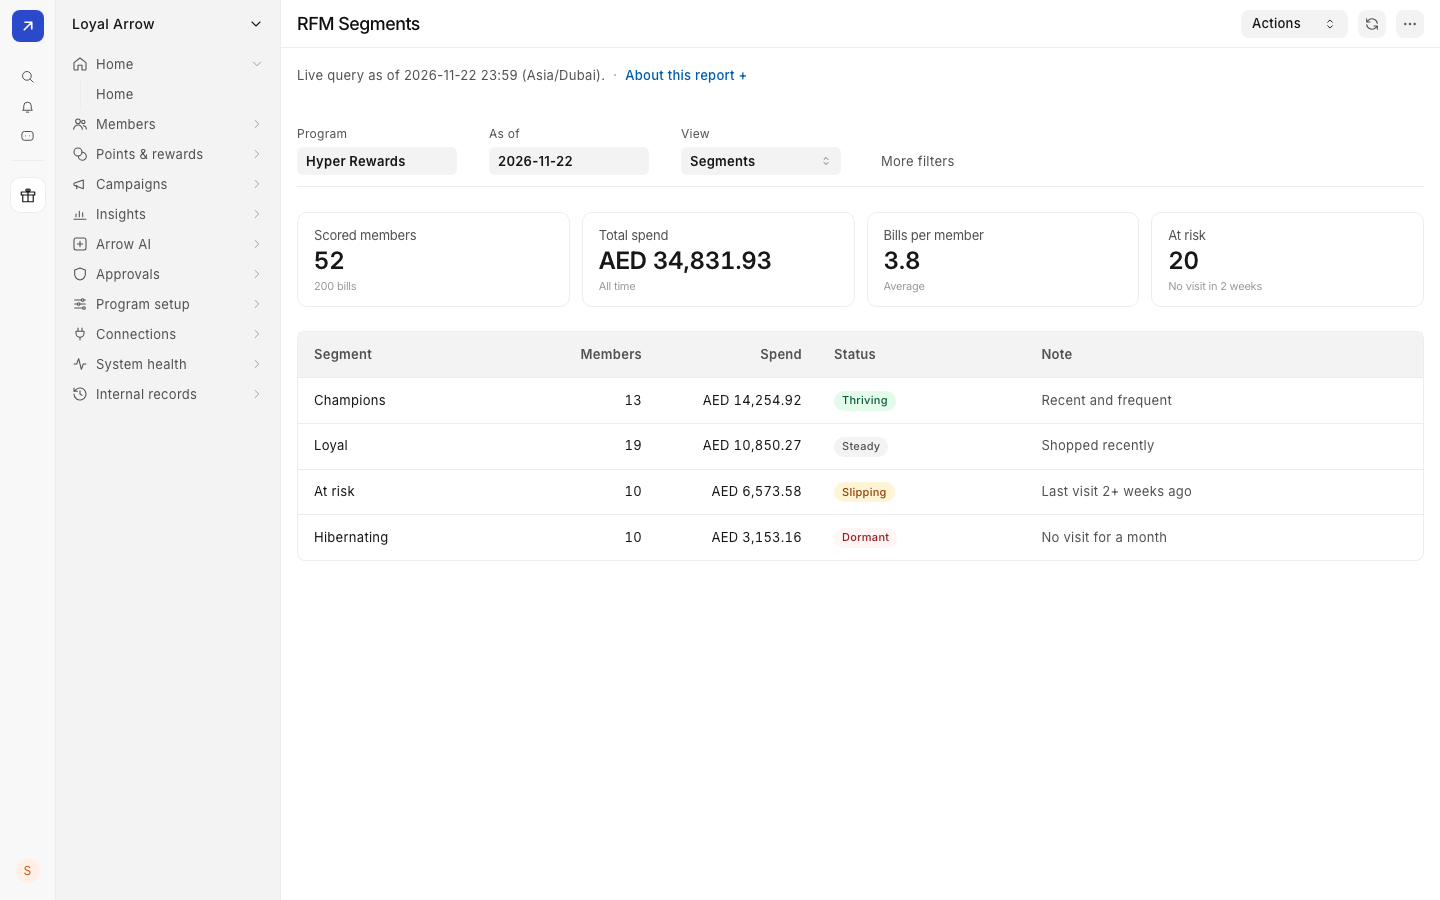 Loyal Arrow
RFM Segments
Actions
Home
Home
Members
Points & rewards
Campaigns
Insights
Arrow AI
Approvals
Program setup
Connections
System health
Internal records
S
Live query as of 2026-11-22 23:59 (Asia/Dubai). · About this report +
Program As of View
Hyper Rewards 2026-11-22 Segments More filters
Scored members
52
200 bills
Total spend
AED 34,831.93
All time
Bills per member
3.8
Average
At risk
20
No visit in 2 weeks
Segment Members Spend Status Note
Champions 13 AED 14,254.92 Thriving Recent and frequent
Loyal 19 AED 10,850.27 Steady Shopped recently
At risk 10 AED 6,573.58 Slipping Last visit 2+ weeks ago
Hibernating 10 AED 3,153.16 Dormant No visit for a month